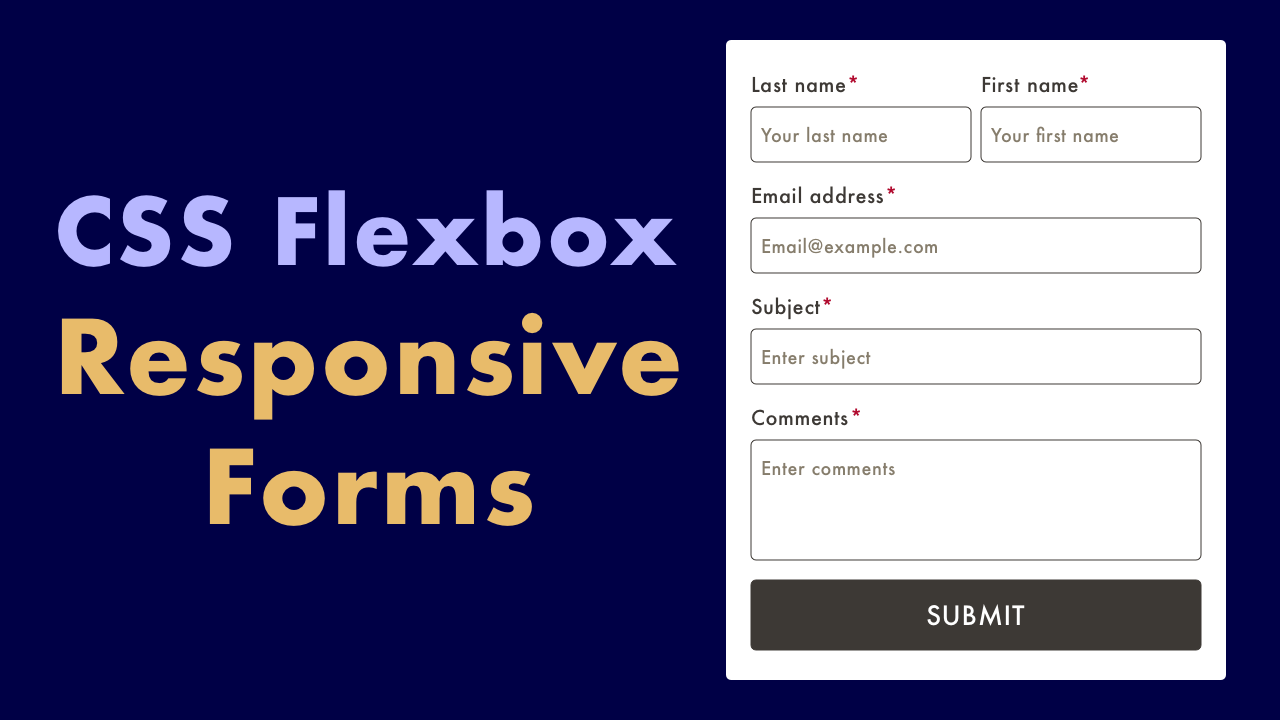 CSS Flexbox
Responsive
Forms
Last name*
First name*
Your last name
Your first name
Email address*
Email@example.com
Subject*
Enter subject
Comments*
Enter comments
SUBMIT